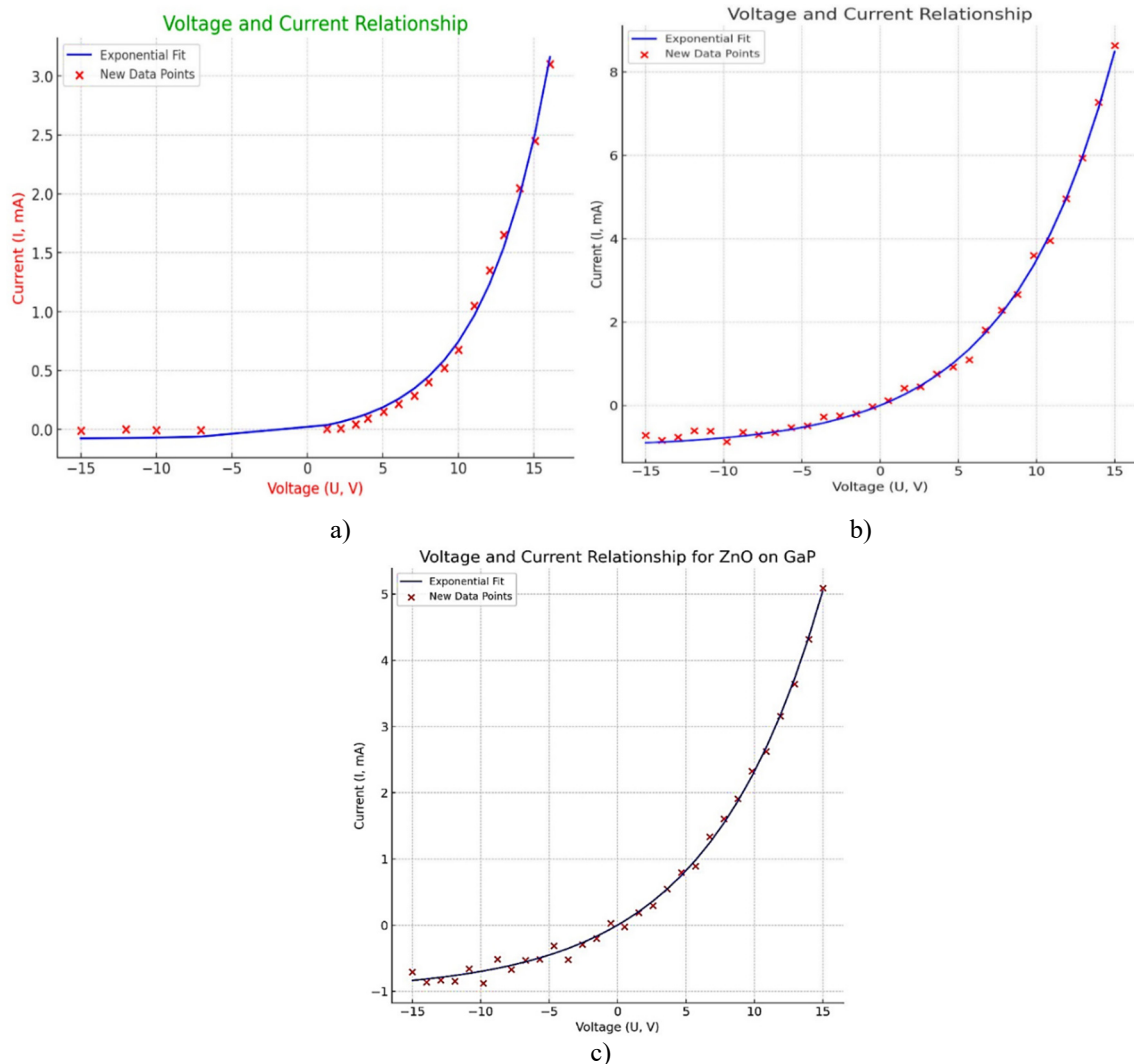 Voltage and Current Relationship
Exponential Fit
New Data Points
3.0
2.5
2.0
1.5
1.0
0.5
0.0
Current (I, mA)
−15 −10 −5 0 5 10 15
Voltage (U, V)
a)
Voltage and Current Relationship
Exponential Fit
New Data Points
8
6
4
2
0
Current (I, mA)
−15 −10 −5 0 5 10 15
Voltage (U, V)
b)
Voltage and Current Relationship for ZnO on GaP
Exponential Fit
New Data Points
5
4
3
2
1
0
−1
Current (I, mA)
−15 −10 −5 0 5 10 15
Voltage (U, V)
c)